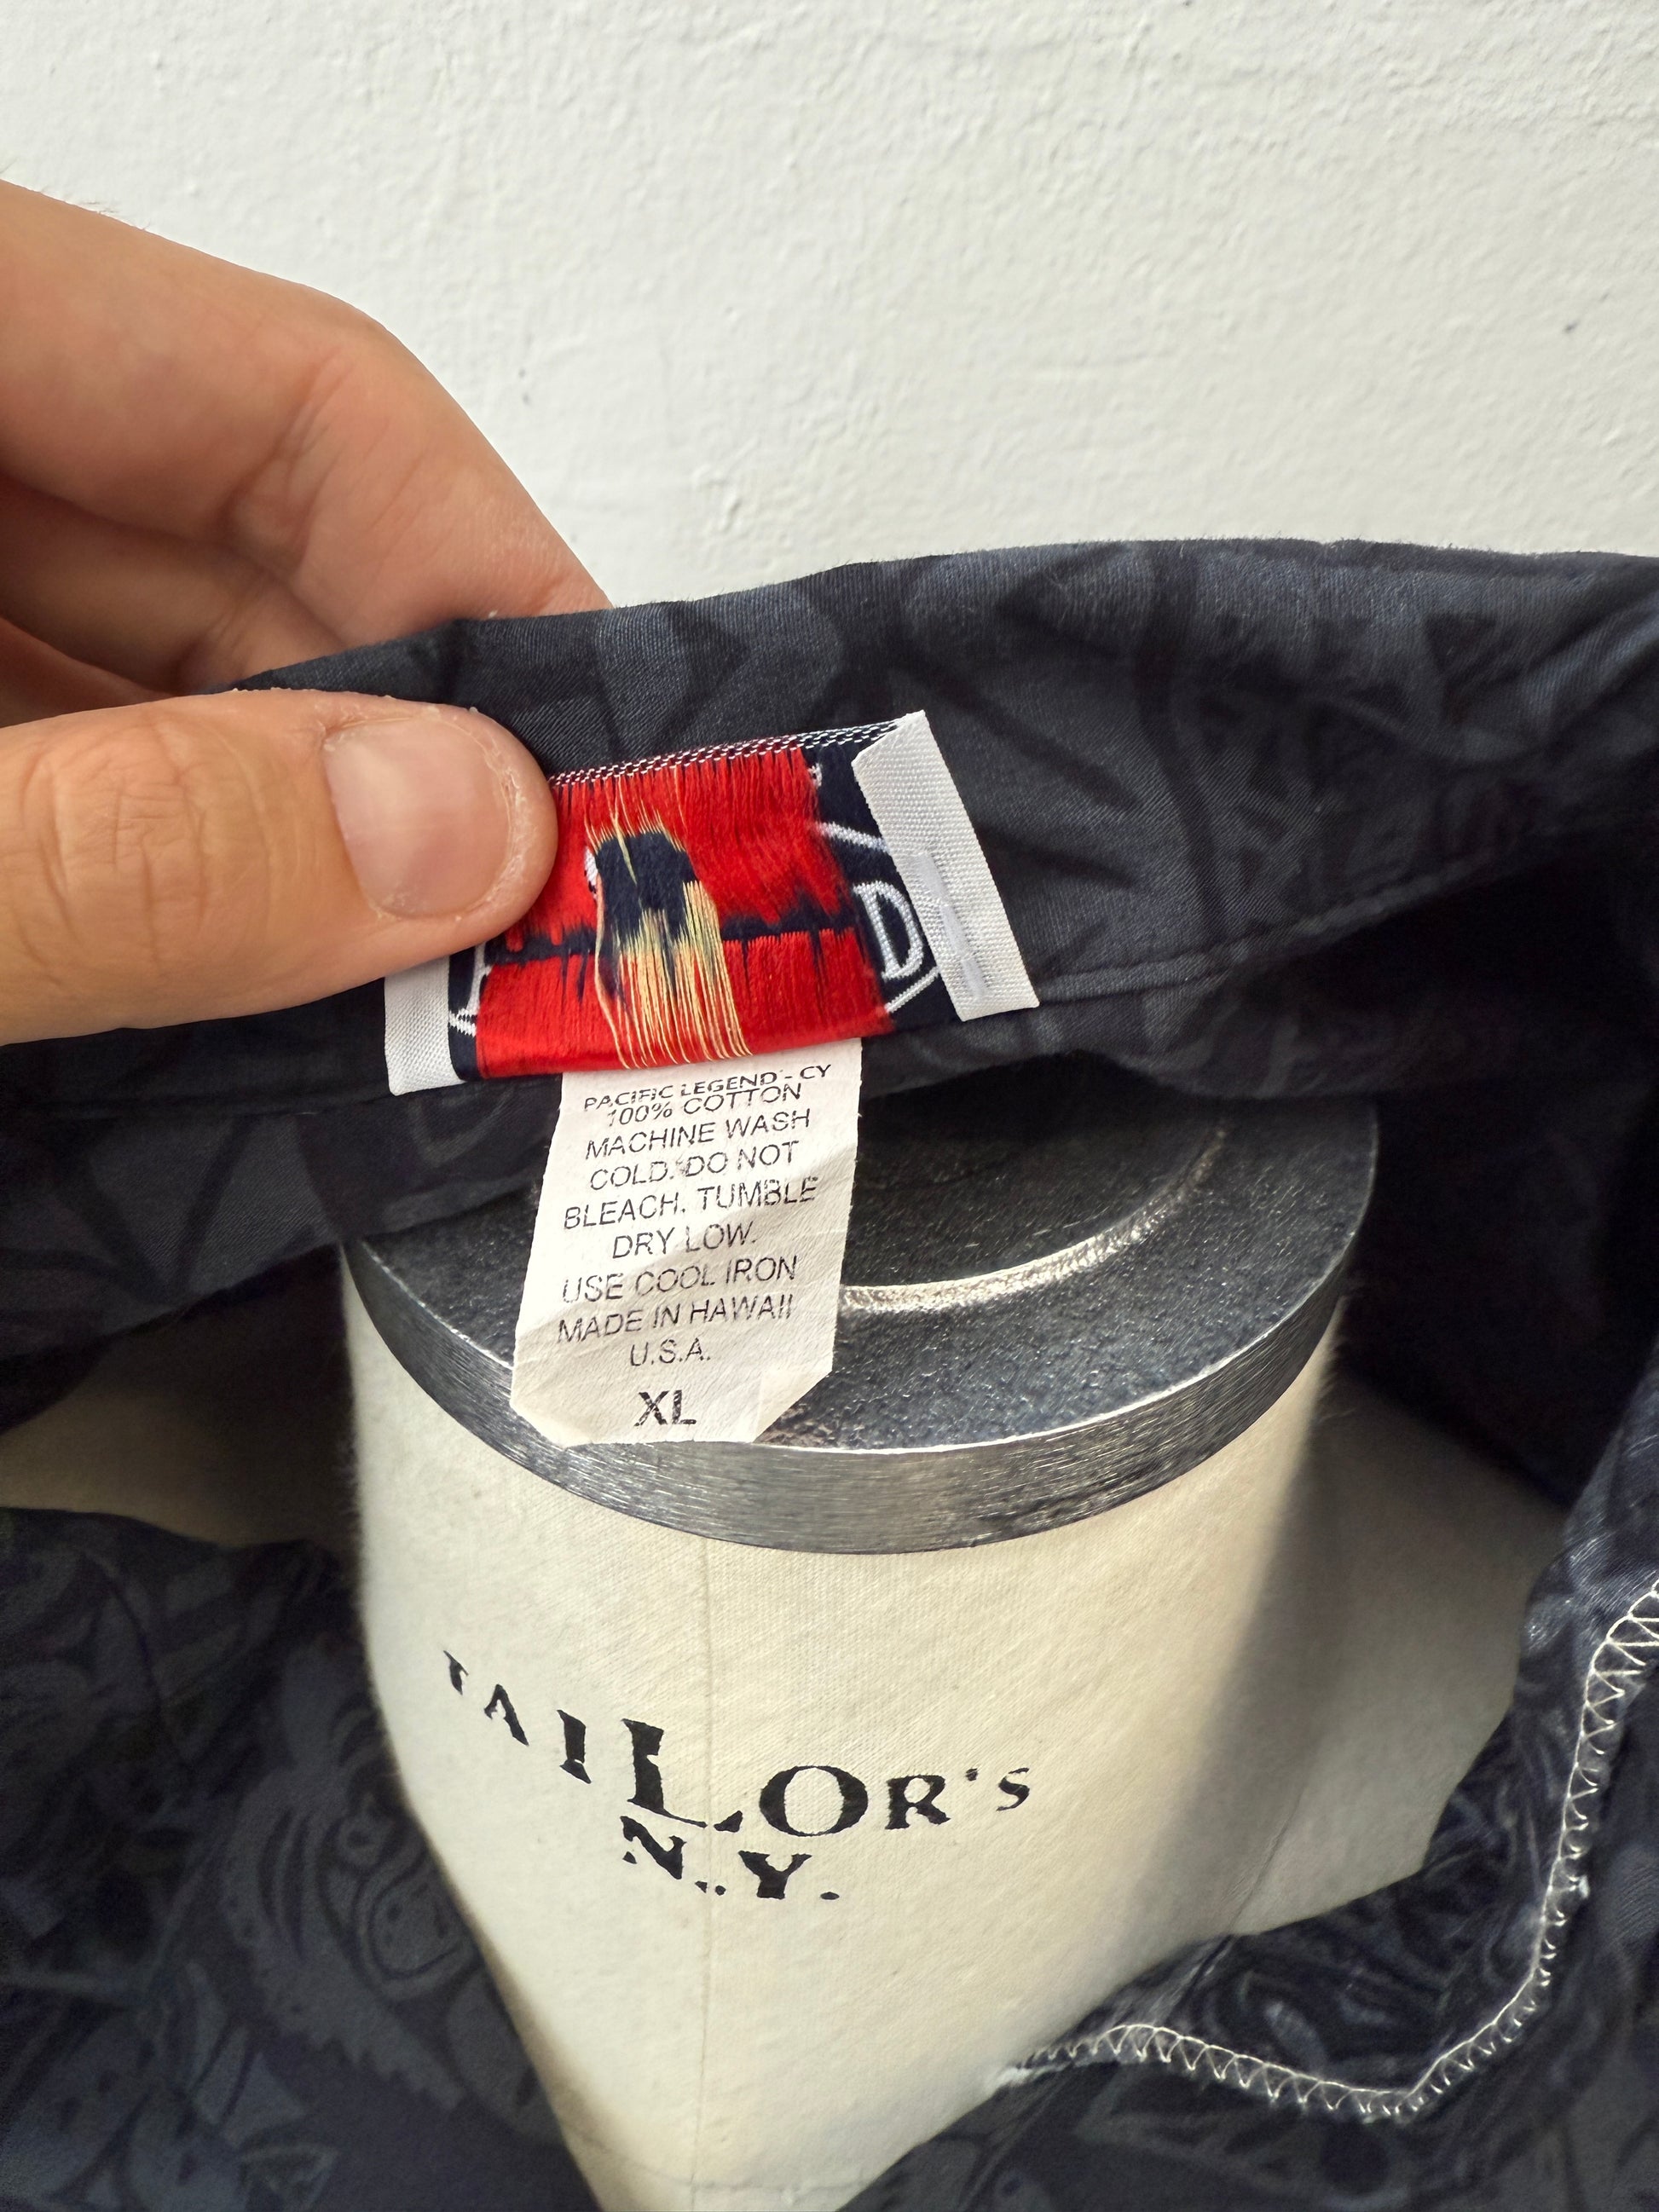 D
PACIFIC LEGEND - CY
100% COTTON
MACHINE WASH
COLD. DO NOT
BLEACH. TUMBLE
DRY LOW.
USE COOL IRON
MADE IN HAWAII
U.S.A.
XL
TAILOR'S
N.Y.